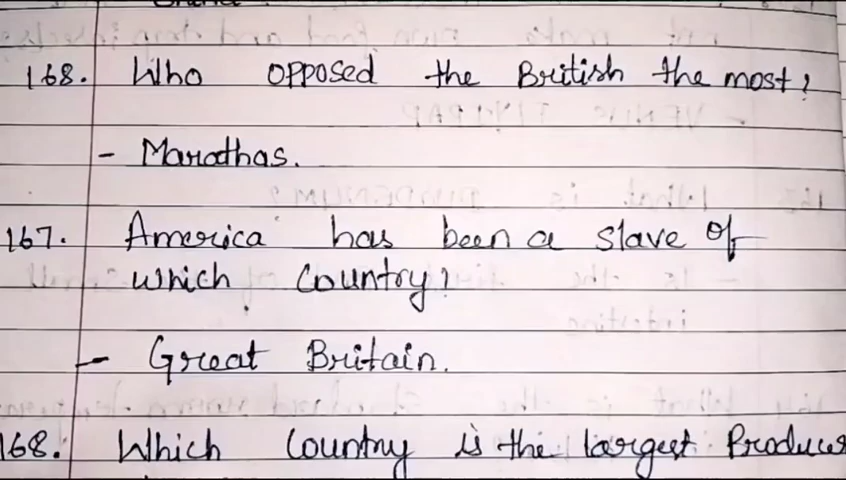 168. Who opposed the British the most?
- Marathas.
167. America has been a slave of
which Country?
- Great Britain.
168. Which Country is the largest Producer